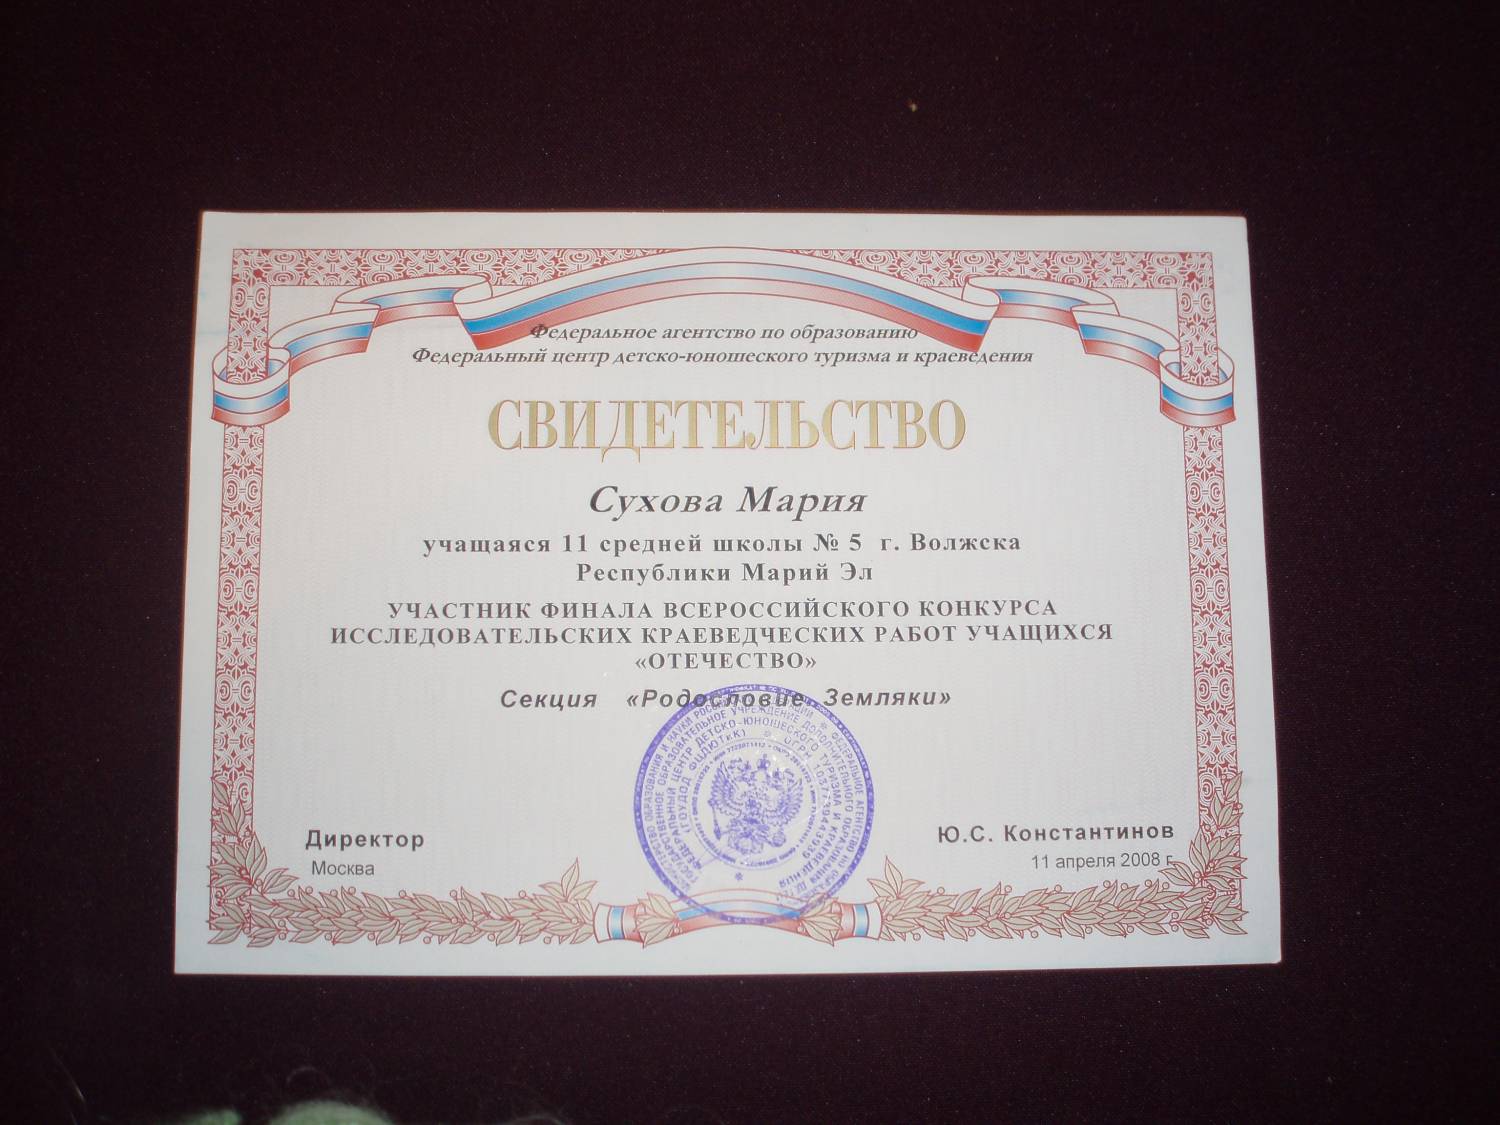 Федеральное агентство по образованию
Федеральный центр детско-юношеского туризма и краеведения
СВИДЕТЕЛЬСТВО
Сухова Мария
учащаяся 11 средней школы № 5 г. Волжска
Республики Марий Эл
УЧАСТНИК ФИНАЛА ВСЕРОССИЙСКОГО КОНКУРСА
ИССЛЕДОВАТЕЛЬСКИХ КРАЕВЕДЧЕСКИХ РАБОТ УЧАЩИХСЯ
«ОТЕЧЕСТВО»
Секция «Родословие Земляки»
Директор
Ю.С. Константинов
Москва
11 апреля 2008 г.